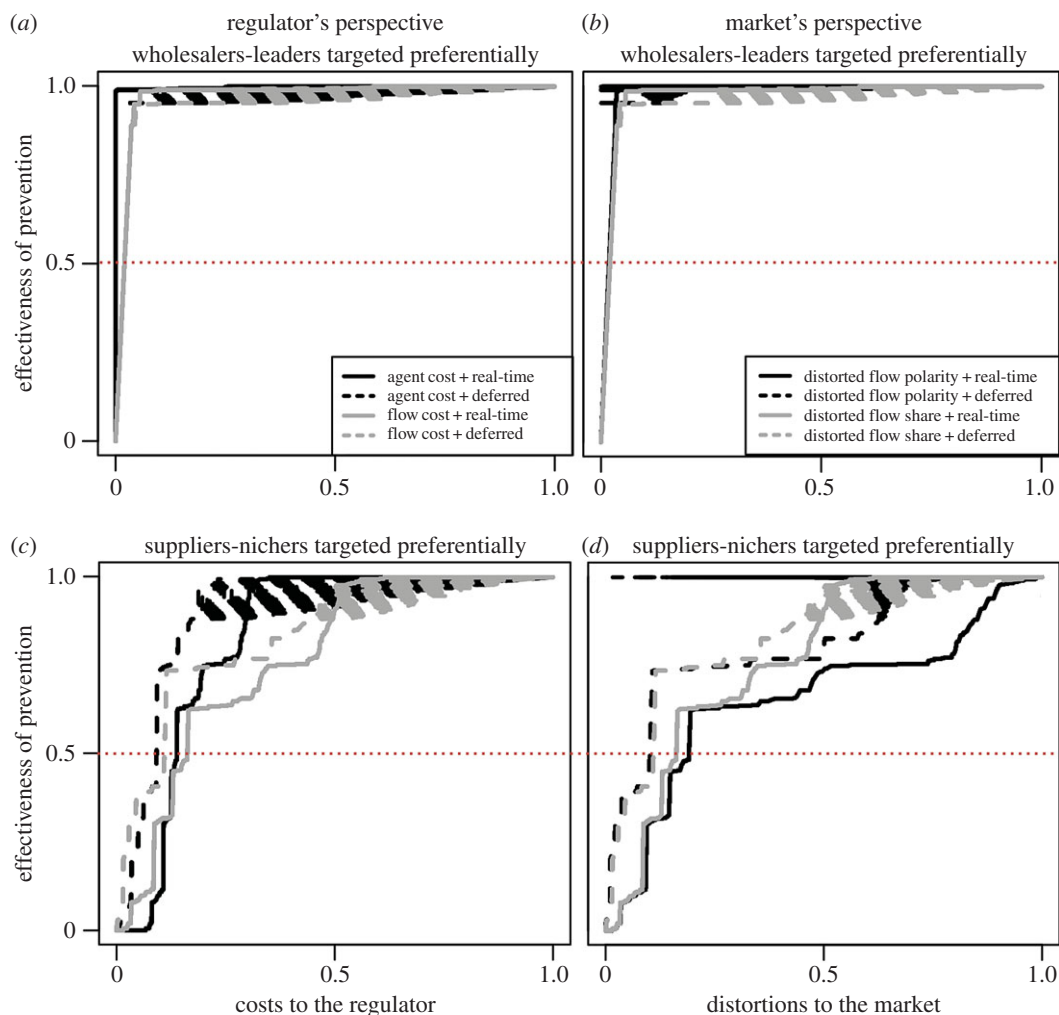 (a) regulator's perspective
wholesalers-leaders targeted preferentially
1.0
0.5
0
effectiveness of prevention
agent cost + real-time
agent cost + deferred
flow cost + real-time
flow cost + deferred
0 0.5 1.0
(b) market's perspective
wholesalers-leaders targeted preferentially
distorted flow polarity + real-time
distorted flow polarity + deferred
distorted flow share + real-time
distorted flow share + deferred
0 0.5 1.0
(c) suppliers-nichers targeted preferentially
1.0
0.5
0
effectiveness of prevention
0 0.5 1.0
costs to the regulator
(d) suppliers-nichers targeted preferentially
0 0.5 1.0
distortions to the market